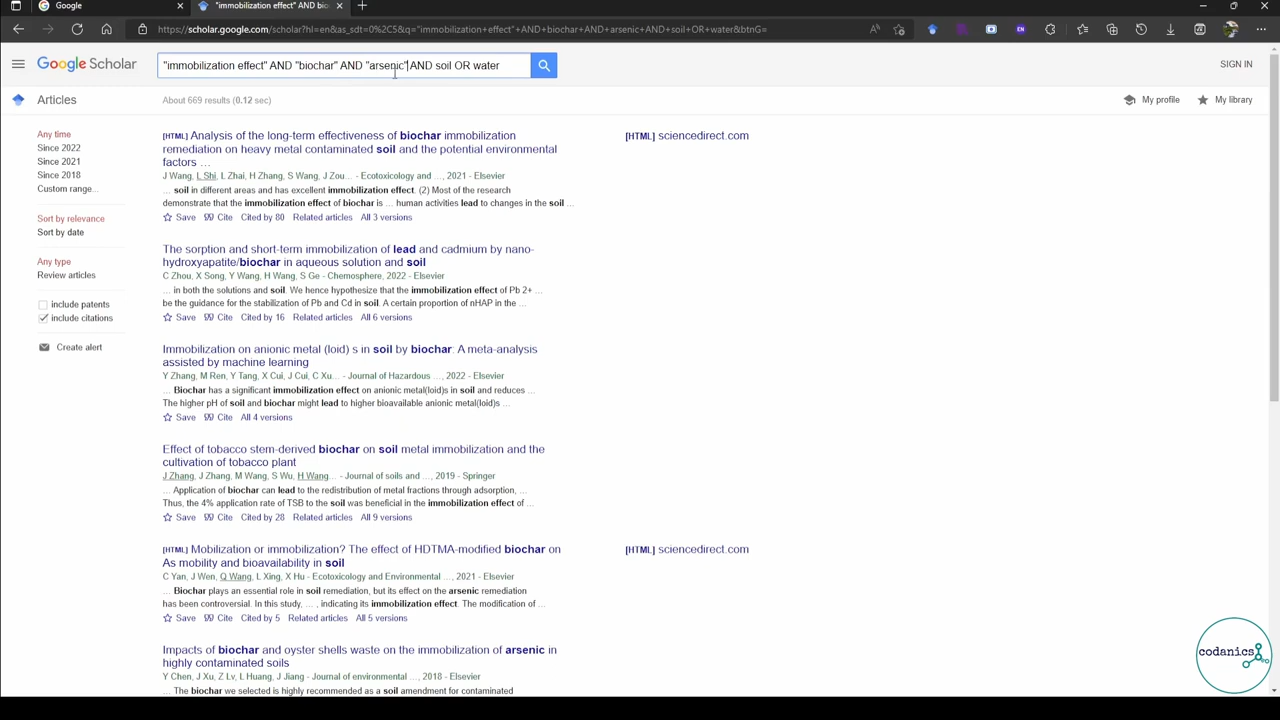 Google
"immobilization effect" AND bio
https://scholar.google.com/scholar?hl=en&as_sdt=0%2C5&q="immobilization+effect"+AND+biochar+AND+arsenic+AND+soil+OR+water&btnG=
EN
Google Scholar
"immobilization effect" AND "biochar" AND "arsenic" AND soil OR water
SIGN IN
Articles
About 669 results (0.12 sec)
My profile
My library
Any time
Since 2022
Since 2021
Since 2018
Custom range...
Sort by relevance
Sort by date
Any type
Review articles
include patents
include citations
Create alert
[HTML] Analysis of the long-term effectiveness of biochar immobilization
remediation on heavy metal contaminated soil and the potential environmental
factors ...
J Wang, L Shi, L Zhai, H Zhang, S Wang, J Zou... - Ecotoxicology and ..., 2021 - Elsevier
... soil in different areas and has excellent immobilization effect. (2) Most of the research
demonstrate that the immobilization effect of biochar is ... human activities lead to changes in the soil ...
Save Cite Cited by 80 Related articles All 3 versions
[HTML] sciencedirect.com
The sorption and short-term immobilization of lead and cadmium by nano-
hydroxyapatite/biochar in aqueous solution and soil
C Zhou, X Song, Y Wang, H Wang, S Ge - Chemosphere, 2022 - Elsevier
... in both the solutions and soil. We hence hypothesize that the immobilization effect of Pb 2+ ...
be the guidance for the stabilization of Pb and Cd in soil. A certain proportion of nHAP in the ...
Save Cite Cited by 16 Related articles All 6 versions
Immobilization on anionic metal (loid) s in soil by biochar: A meta-analysis
assisted by machine learning
Y Zhang, M Ren, Y Tang, X Cui, J Cui, C Xu... - Journal of Hazardous ..., 2022 - Elsevier
... Biochar has a significant immobilization effect on anionic metal(loid)s in soil and reduces ...
The higher pH of soil and biochar might lead to higher bioavailable anionic metal(loid)s ...
Save Cite All 4 versions
Effect of tobacco stem-derived biochar on soil metal immobilization and the
cultivation of tobacco plant
J Zhang, J Zhang, M Wang, S Wu, H Wang... - Journal of soils and ..., 2019 - Springer
... Application of biochar can lead to the redistribution of metal fractions through adsorption, ...
Thus, the 4% application rate of TSB to the soil was beneficial in the immobilization effect of ...
Save Cite Cited by 28 Related articles All 9 versions
[HTML] Mobilization or immobilization? The effect of HDTMA-modified biochar on
As mobility and bioavailability in soil
C Yan, J Wen, Q Wang, L Xing, X Hu - Ecotoxicology and Environmental ..., 2021 - Elsevier
... Biochar plays an essential role in soil remediation, but its effect on the arsenic remediation
has been controversial. In this study, ... , indicating its immobilization effect. The modification of ...
Save Cite Cited by 5 Related articles All 5 versions
[HTML] sciencedirect.com
Impacts of biochar and oyster shells waste on the immobilization of arsenic in
highly contaminated soils
Y Chen, J Xu, Z Lv, L Huang, J Jiang - Journal of environmental ..., 2018 - Elsevier
... The biochar we selected is highly recommended as a soil amendment for contaminated
codanics